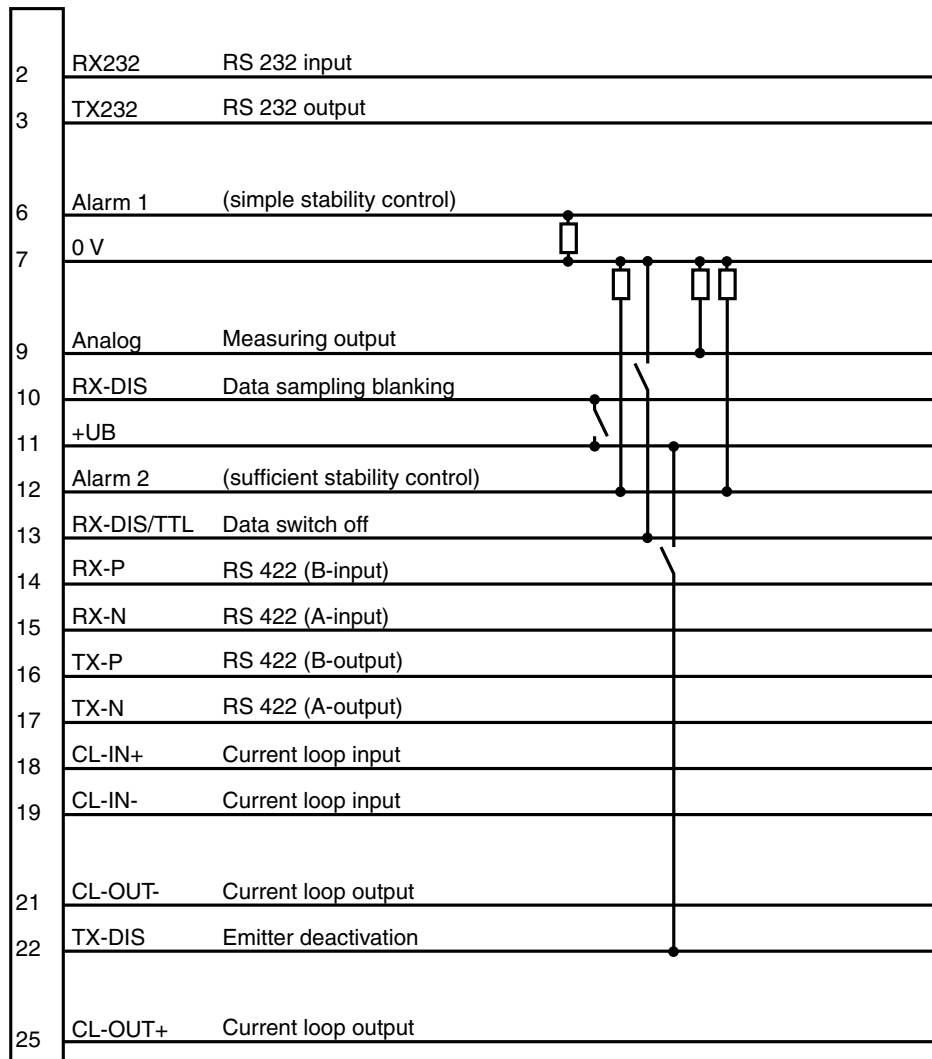 2 RX232 RS 232 input
3 TX232 RS 232 output
6 Alarm 1 (simple stability control)
7 0 V
9 Analog Measuring output
10 RX-DIS Data sampling blanking
11 +UB
12 Alarm 2 (sufficient stability control)
13 RX-DIS/TTL Data switch off
14 RX-P RS 422 (B-input)
15 RX-N RS 422 (A-input)
16 TX-P RS 422 (B-output)
17 TX-N RS 422 (A-output)
18 CL-IN+ Current loop input
19 CL-IN- Current loop input
21 CL-OUT- Current loop output
22 TX-DIS Emitter deactivation
25 CL-OUT+ Current loop output